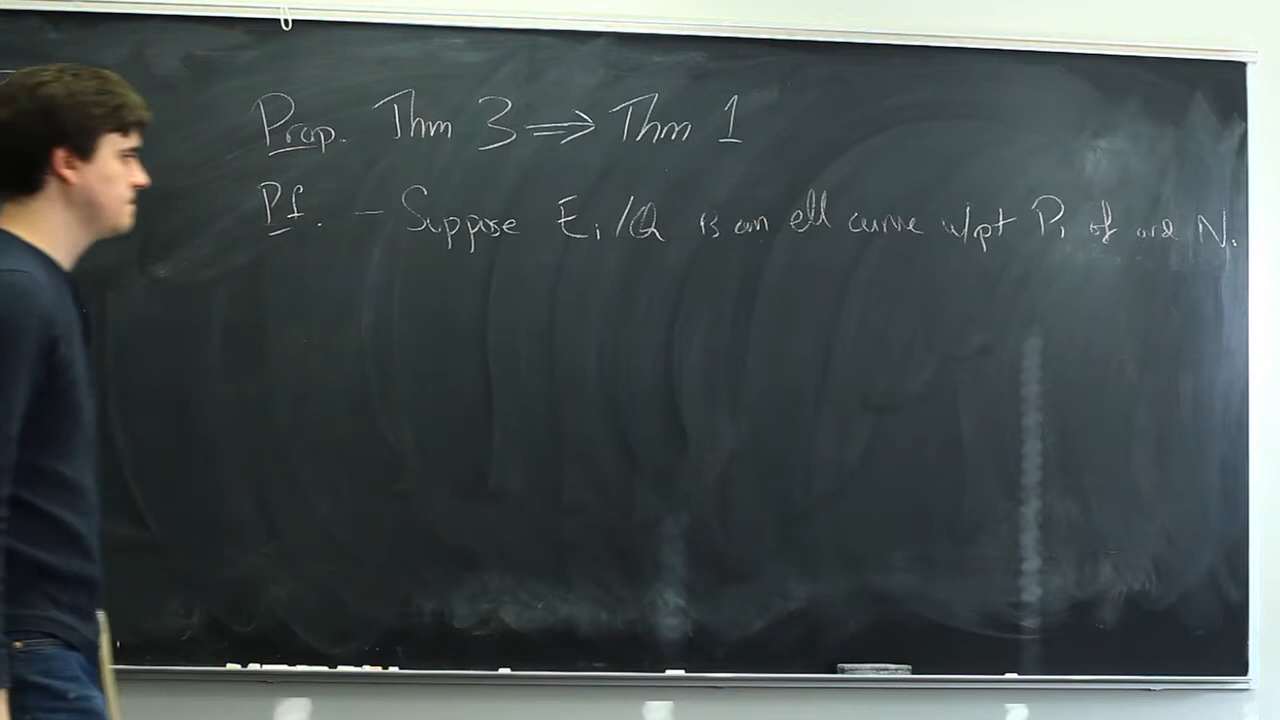 Prop. Thm 3 ⟹ Thm 1
Pf. - Suppose E₁/Q is an ell curve w/pt P₁ of ord N.